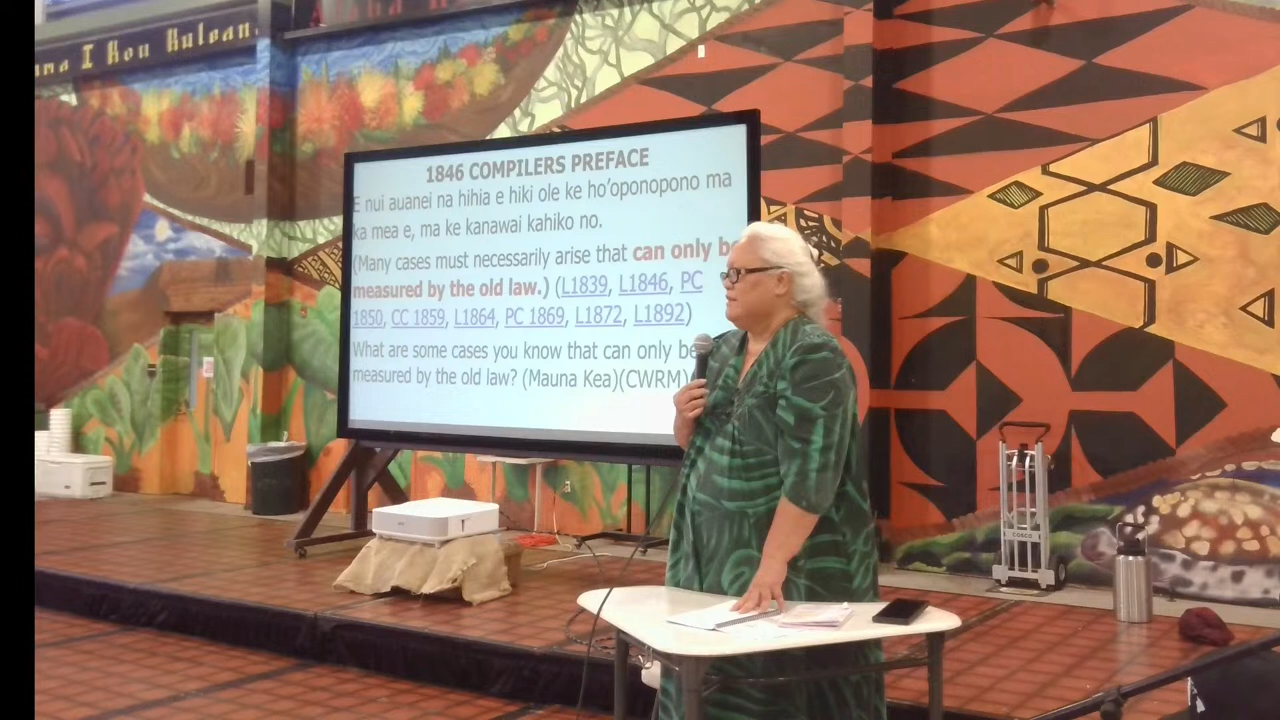 I Kou Kulean
1846 COMPILERS PREFACE
E nui auanei na hihia e hiki ole ke ho'oponopono ma
ka mea e, ma ke kanawai kahiko no.
(Many cases must necessarily arise that can only be
measured by the old law.) (L1839, L1846, PC
1850, CC 1859, L1864, PC 1869, L1872, L1892)
What are some cases you know that can only be
measured by the old law? (Mauna Kea)(CWRM)
COSCO